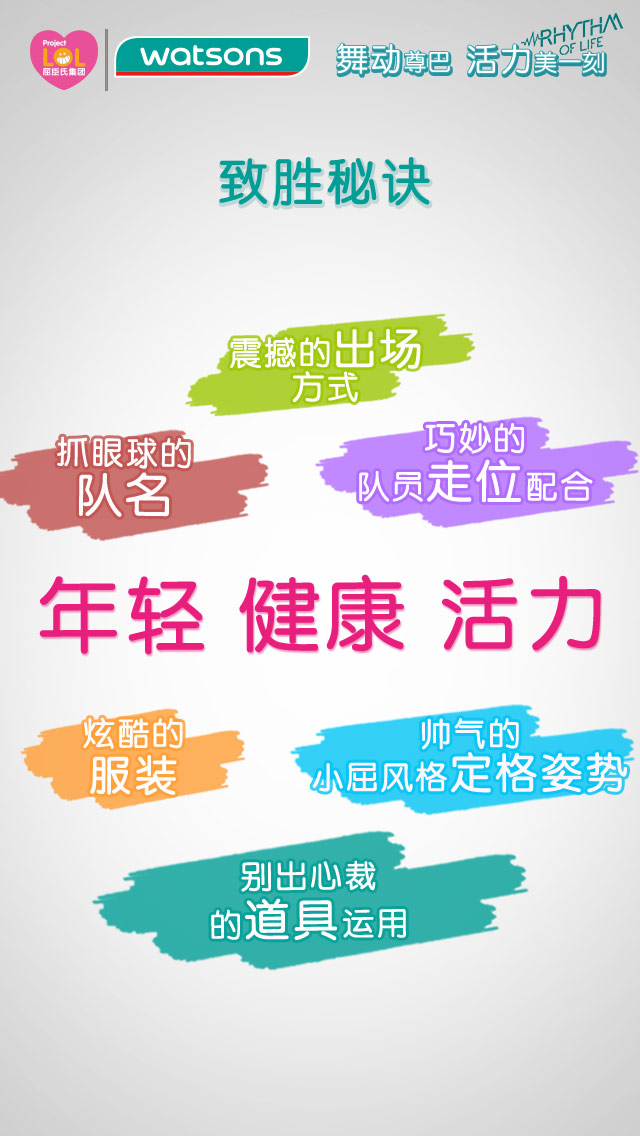 Project
LOL
屈臣氏集团
watsons
舞动尊巴 活力美一刻
RHYTHM
OF LIFE
致胜秘诀
震撼的出场
方式
抓眼球的
队名
巧妙的
队员走位配合
年轻 健康 活力
炫酷的
服装
帅气的
小屈风格定格姿势
别出心裁
的道具运用